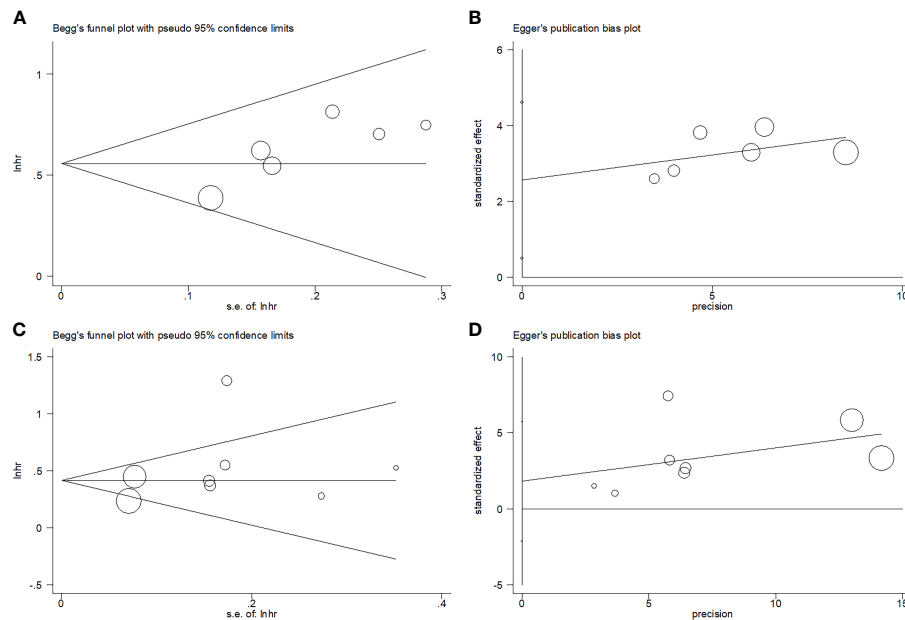 A
Begg's funnel plot with pseudo 95% confidence limits
lnhr
1
.5
0
0
.1
.2
.3
s.e. of: lnhr
B
Egger's publication bias plot
standardized effect
6
4
2
0
0
5
10
precision
C
Begg's funnel plot with pseudo 95% confidence limits
lnhr
1.5
1
.5
0
-.5
0
.2
.4
s.e. of: lnhr
D
Egger's publication bias plot
standardized effect
10
5
0
-5
0
5
10
15
precision